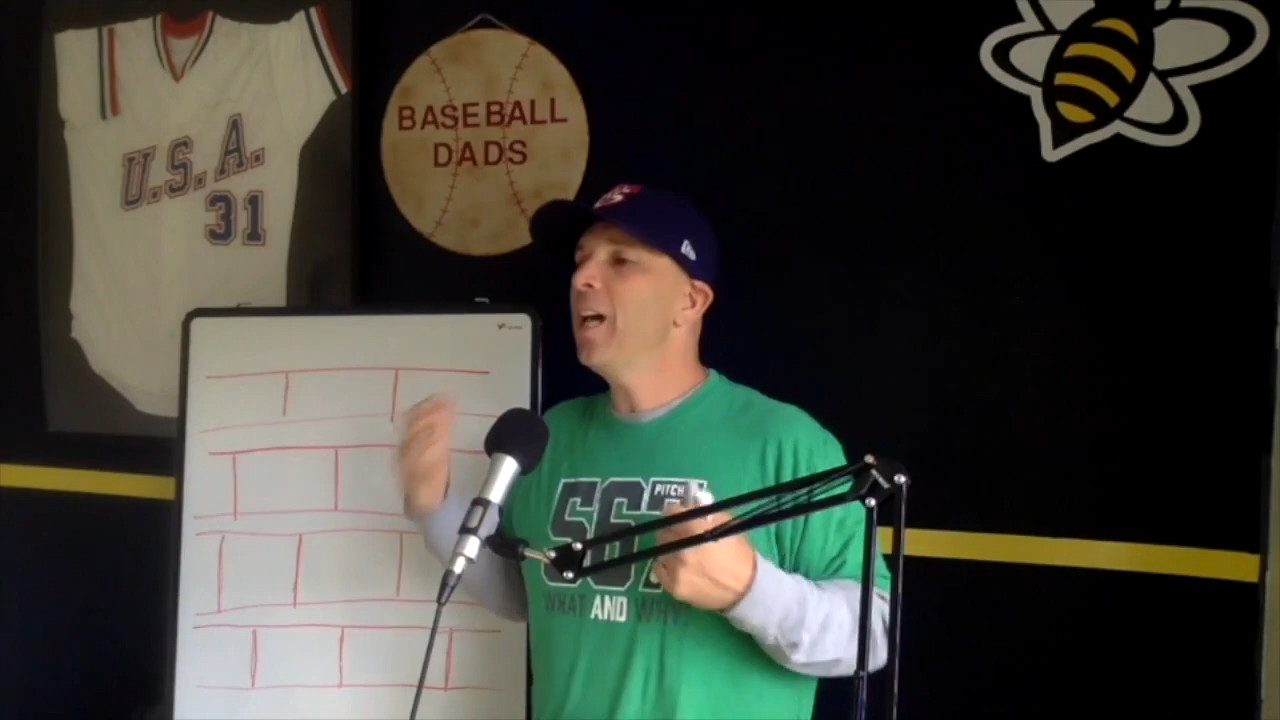 U.S.A.
31
BASEBALL
DADS
PITCH
WHAT AND WHY